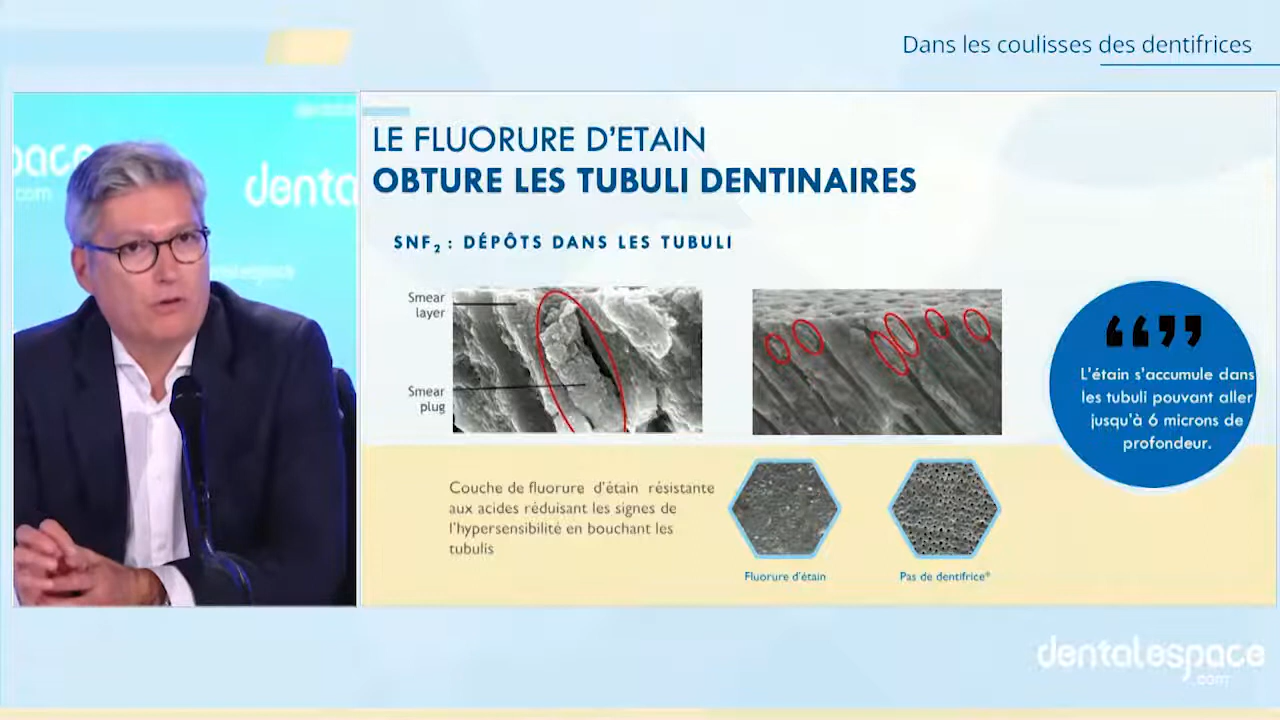 Dans les coulisses des dentifrices
pace
com
denta
dentalespace
LE FLUORURE D'ETAIN
OBTURE LES TUBULI DENTINAIRES
SNF₂ : DÉPÔTS DANS LES TUBULI
Smear
layer
Smear
plug
“ ”
L'étain s'accumule dans
les tubuli pouvant aller
jusqu'à 6 microns de
profondeur.
Couche de fluorure d'étain résistante
aux acides réduisant les signes de
l'hypersensibilité en bouchant les
tubulis
Fluorure d'étain
Pas de dentifrice*
dentalespace
.com